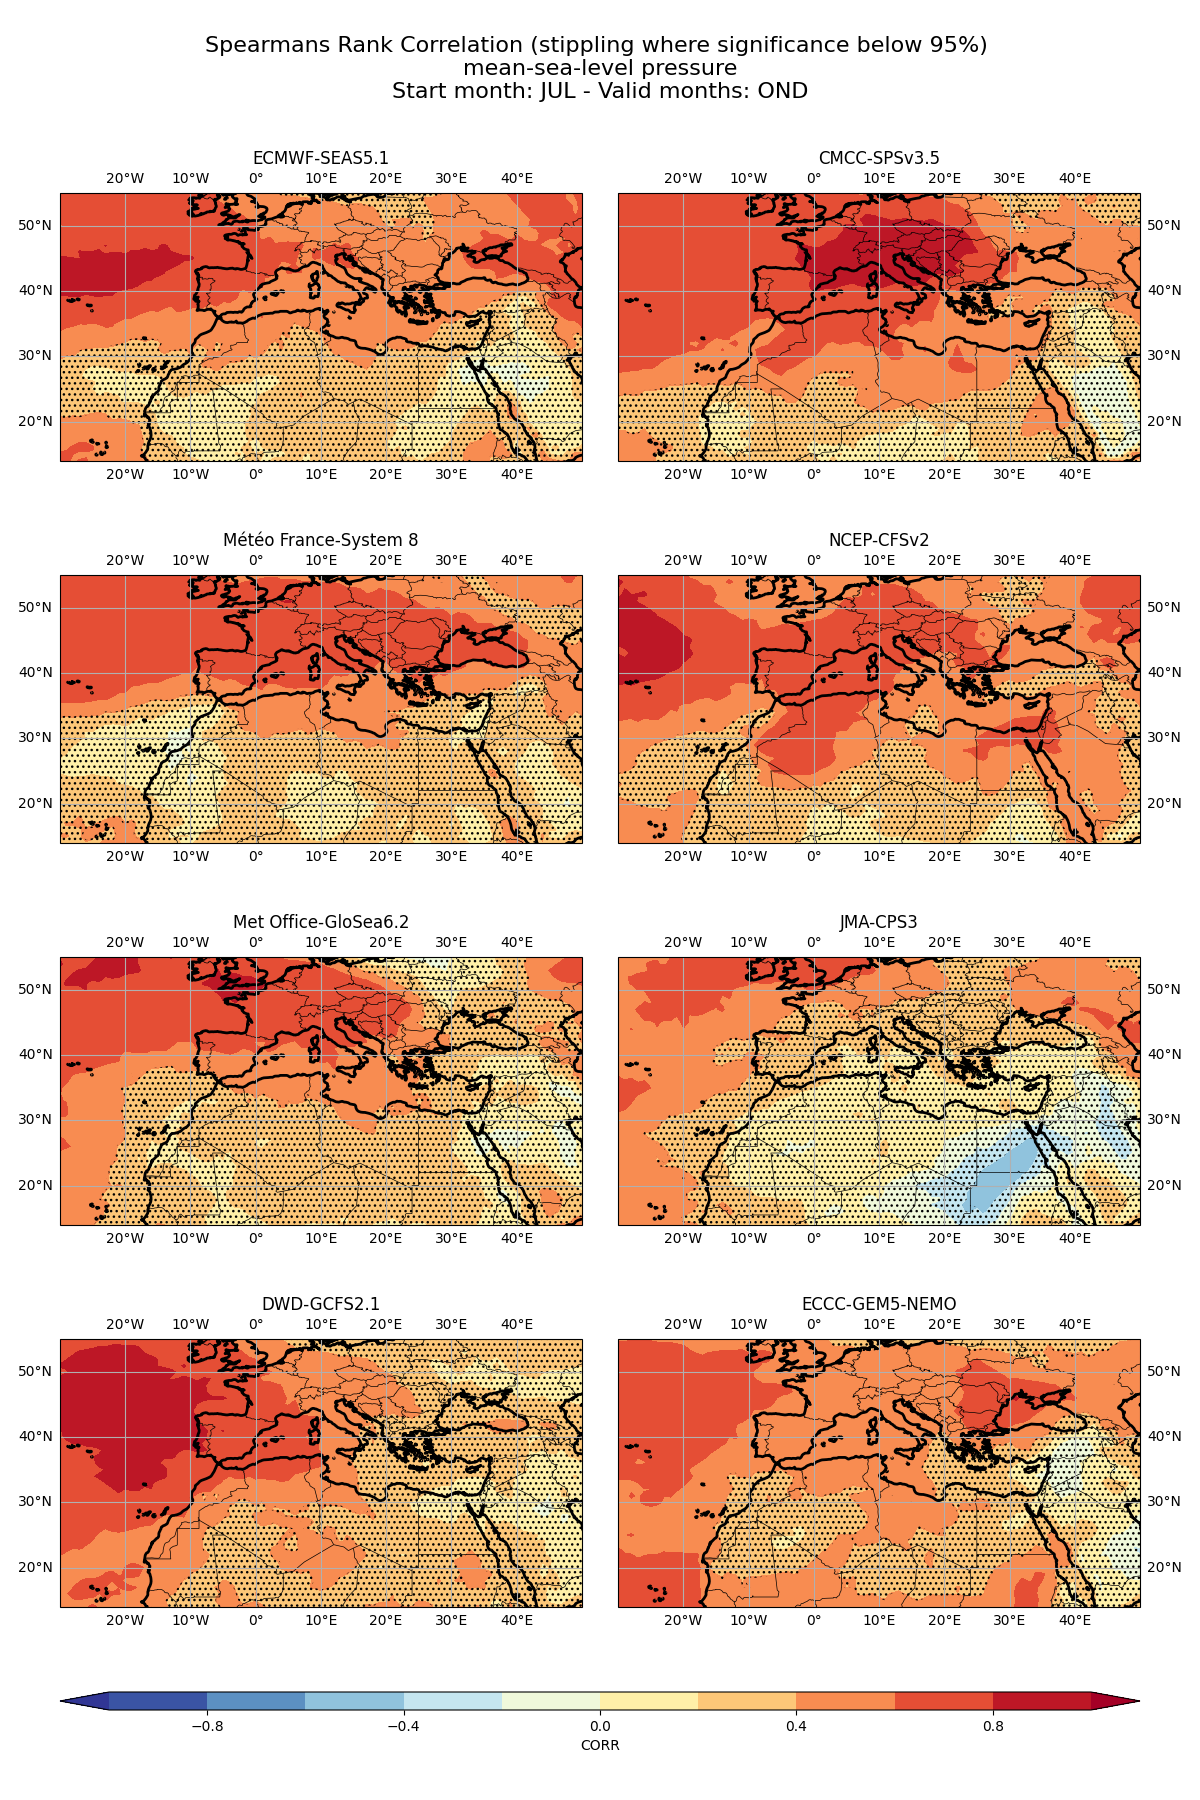 Spearmans Rank Correlation (stippling where significance below 95%)
mean-sea-level pressure
Start month: JUL - Valid months: OND
ECMWF-SEAS5.1
CMCC-SPSv3.5
20°W 10°W 0° 10°E 20°E 30°E 40°E
20°W 10°W 0° 10°E 20°E 30°E 40°E
50°N
50°N
40°N
40°N
30°N
30°N
20°N
20°N
20°W 10°W 0° 10°E 20°E 30°E 40°E
20°W 10°W 0° 10°E 20°E 30°E 40°E
Météo France-System 8
NCEP-CFSv2
20°W 10°W 0° 10°E 20°E 30°E 40°E
20°W 10°W 0° 10°E 20°E 30°E 40°E
50°N
50°N
40°N
40°N
30°N
30°N
20°N
20°N
20°W 10°W 0° 10°E 20°E 30°E 40°E
20°W 10°W 0° 10°E 20°E 30°E 40°E
Met Office-GloSea6.2
JMA-CPS3
20°W 10°W 0° 10°E 20°E 30°E 40°E
20°W 10°W 0° 10°E 20°E 30°E 40°E
50°N
50°N
40°N
40°N
30°N
30°N
20°N
20°N
20°W 10°W 0° 10°E 20°E 30°E 40°E
20°W 10°W 0° 10°E 20°E 30°E 40°E
DWD-GCFS2.1
ECCC-GEM5-NEMO
20°W 10°W 0° 10°E 20°E 30°E 40°E
20°W 10°W 0° 10°E 20°E 30°E 40°E
50°N
50°N
40°N
40°N
30°N
30°N
20°N
20°N
20°W 10°W 0° 10°E 20°E 30°E 40°E
20°W 10°W 0° 10°E 20°E 30°E 40°E
−0.8 −0.4 0.0 0.4 0.8
CORR